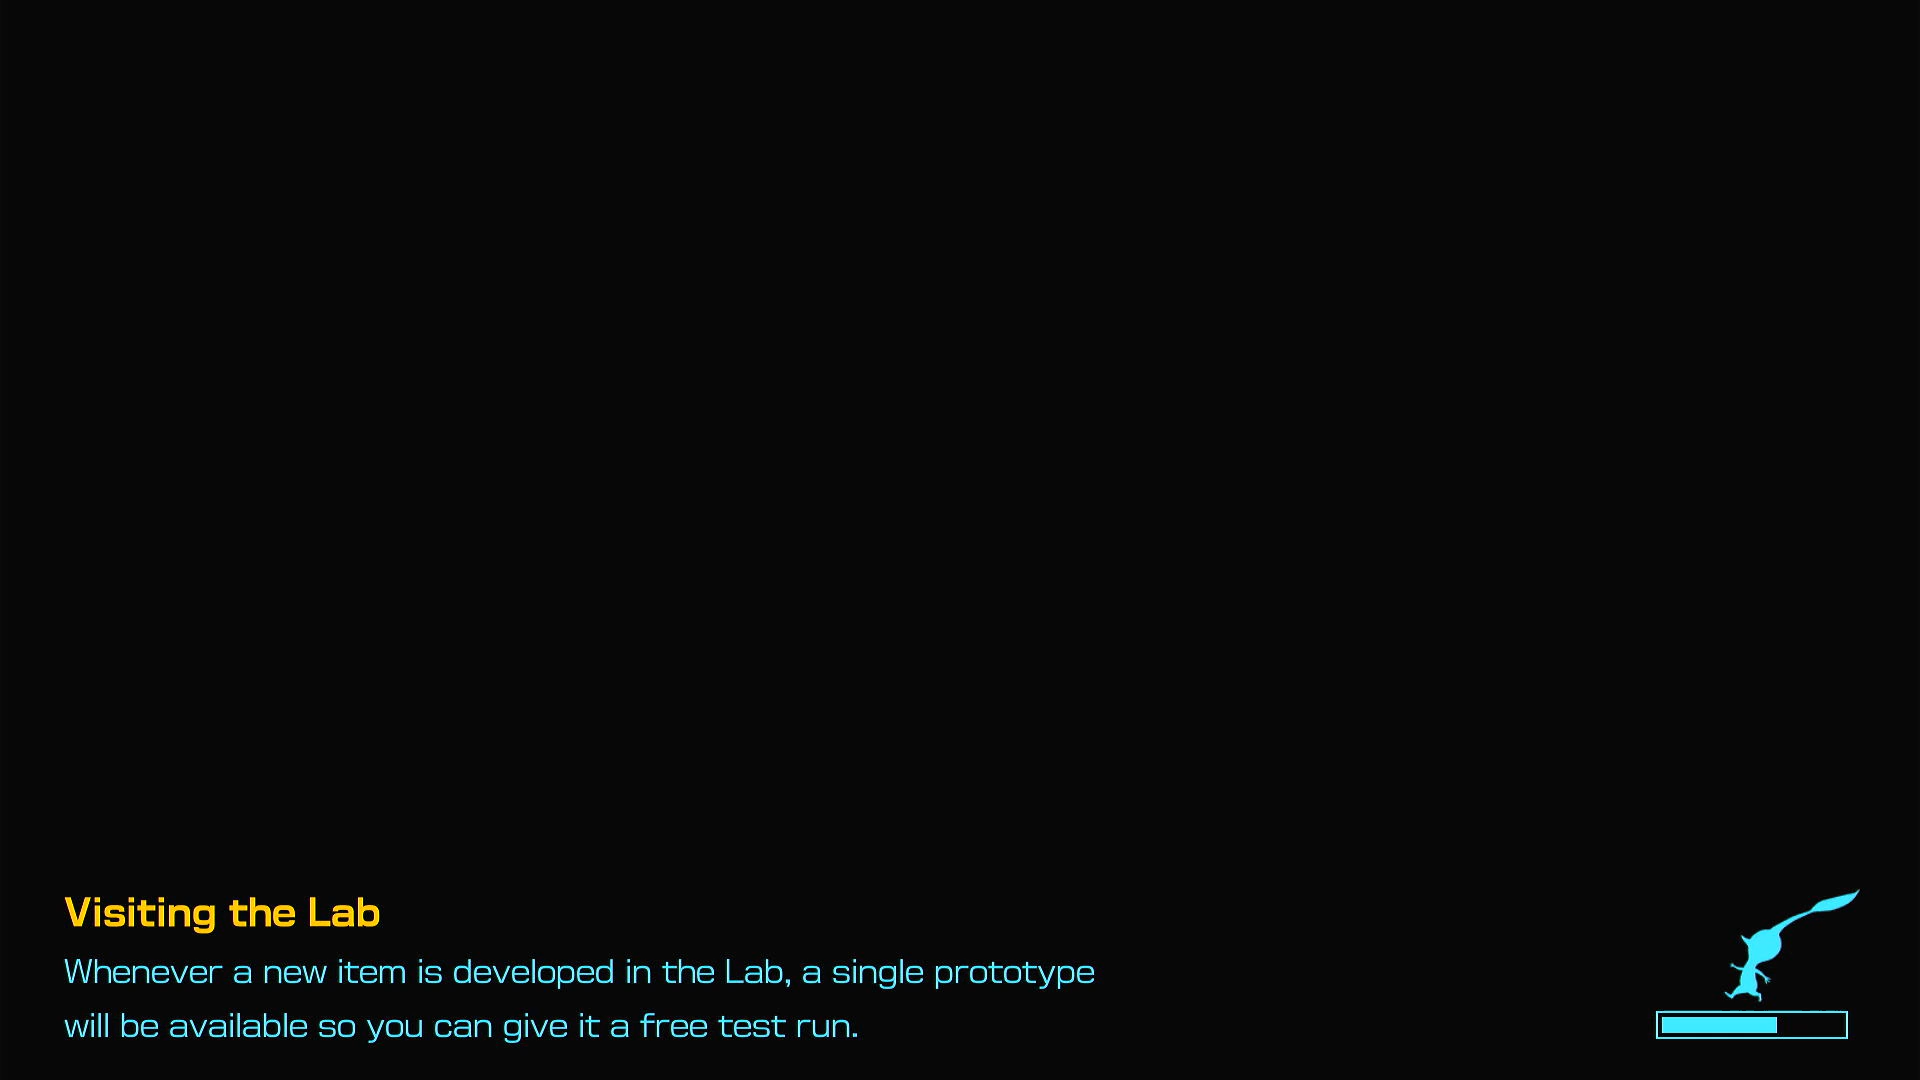 Visiting the Lab
Whenever a new item is developed in the Lab, a single prototype
will be available so you can give it a free test run.